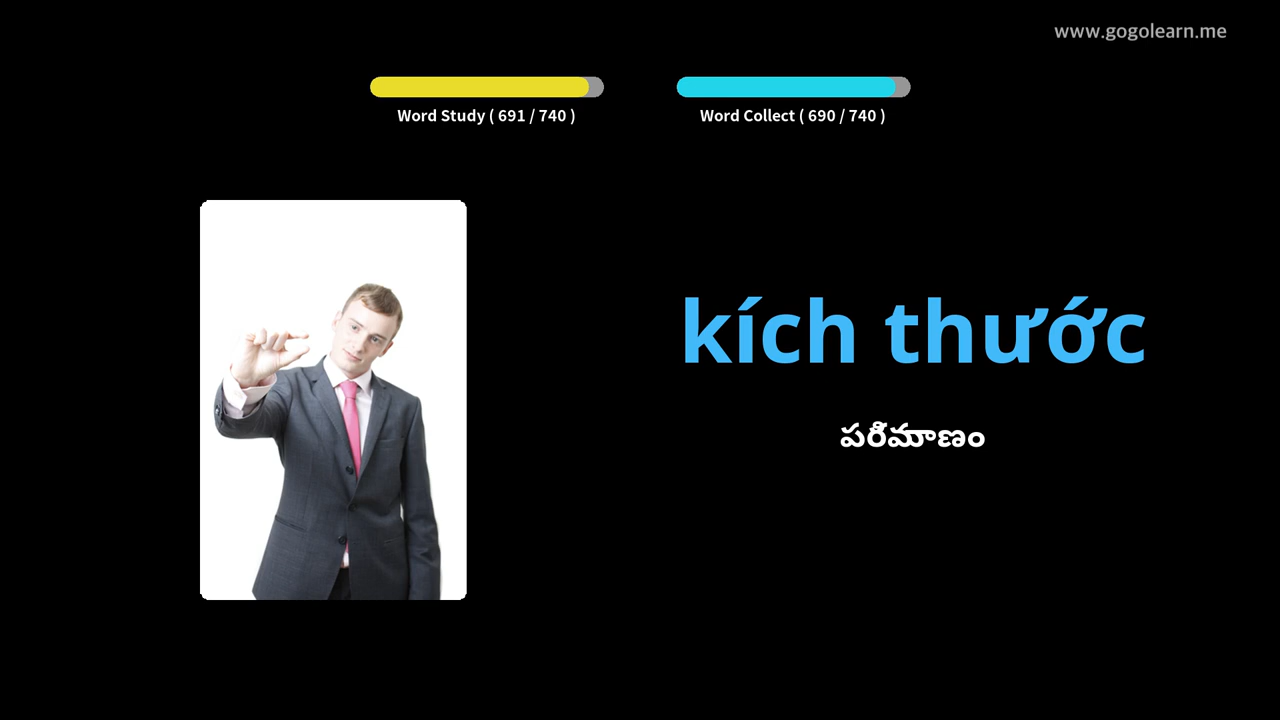 www.gogolearn.me
Word Study ( 691 / 740 )
Word Collect ( 690 / 740 )
kích thước
పరిమాణం